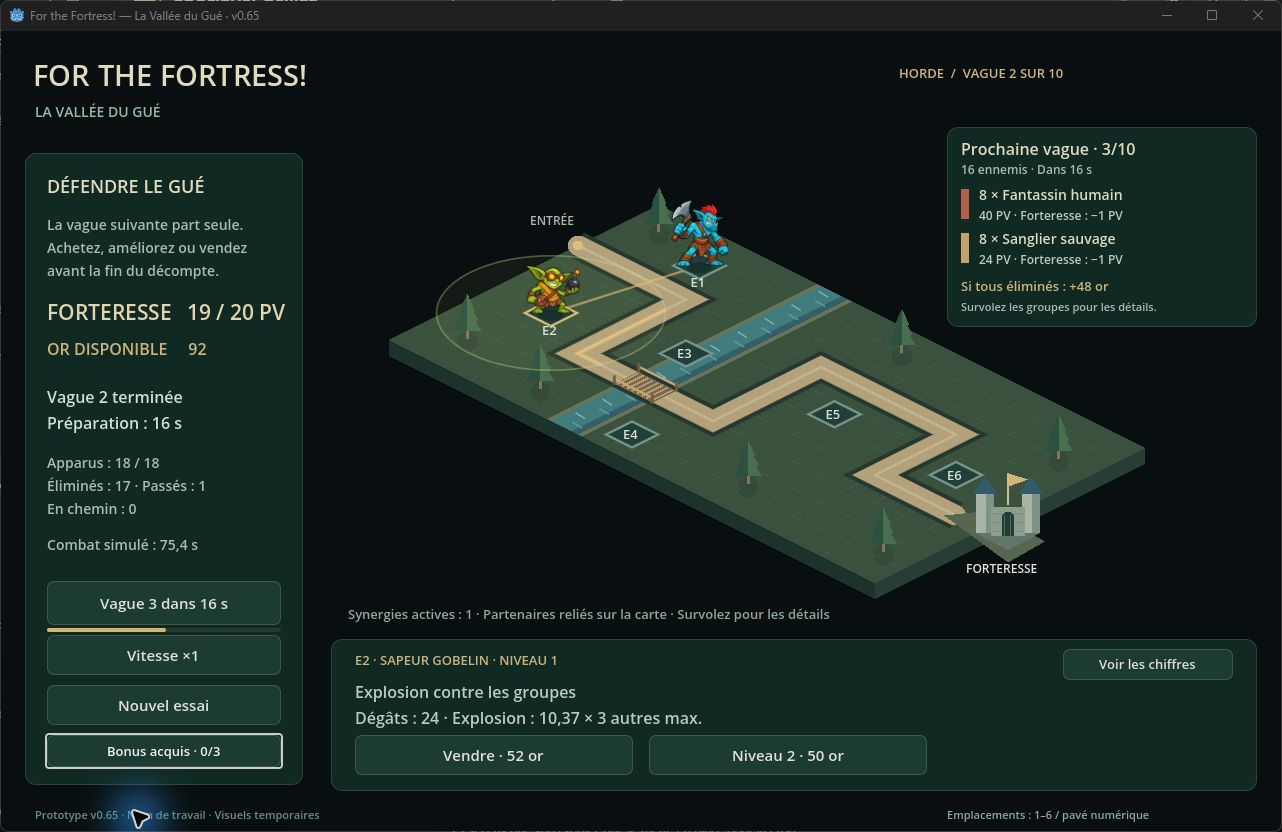 For the Fortress! — La Vallée du Gué · v0.65
FOR THE FORTRESS!
LA VALLÉE DU GUÉ
HORDE / VAGUE 2 SUR 10
DÉFENDRE LE GUÉ
La vague suivante part seule.
Achetez, améliorez ou vendez
avant la fin du décompte.
FORTERESSE 19 / 20 PV
OR DISPONIBLE 92
Vague 2 terminée
Préparation : 16 s
Apparus : 18 / 18
Éliminés : 17 · Passés : 1
En chemin : 0
Combat simulé : 75,4 s
Vague 3 dans 16 s
Vitesse ×1
Nouvel essai
Bonus acquis · 0/3
Prochaine vague · 3/10
16 ennemis · Dans 16 s
8 × Fantassin humain
40 PV · Forteresse : −1 PV
8 × Sanglier sauvage
24 PV · Forteresse : −1 PV
Si tous éliminés : +48 or
Survolez les groupes pour les détails.
ENTRÉE
E1
E2
E3
E4
E5
E6
FORTERESSE
Synergies actives : 1 · Partenaires reliés sur la carte · Survolez pour les détails
E2 · SAPEUR GOBELIN · NIVEAU 1
Voir les chiffres
Explosion contre les groupes
Dégâts : 24 · Explosion : 10,37 × 3 autres max.
Vendre · 52 or
Niveau 2 · 50 or
Prototype v0.65 · de travail · Visuels temporaires
Emplacements : 1–6 / pavé numérique